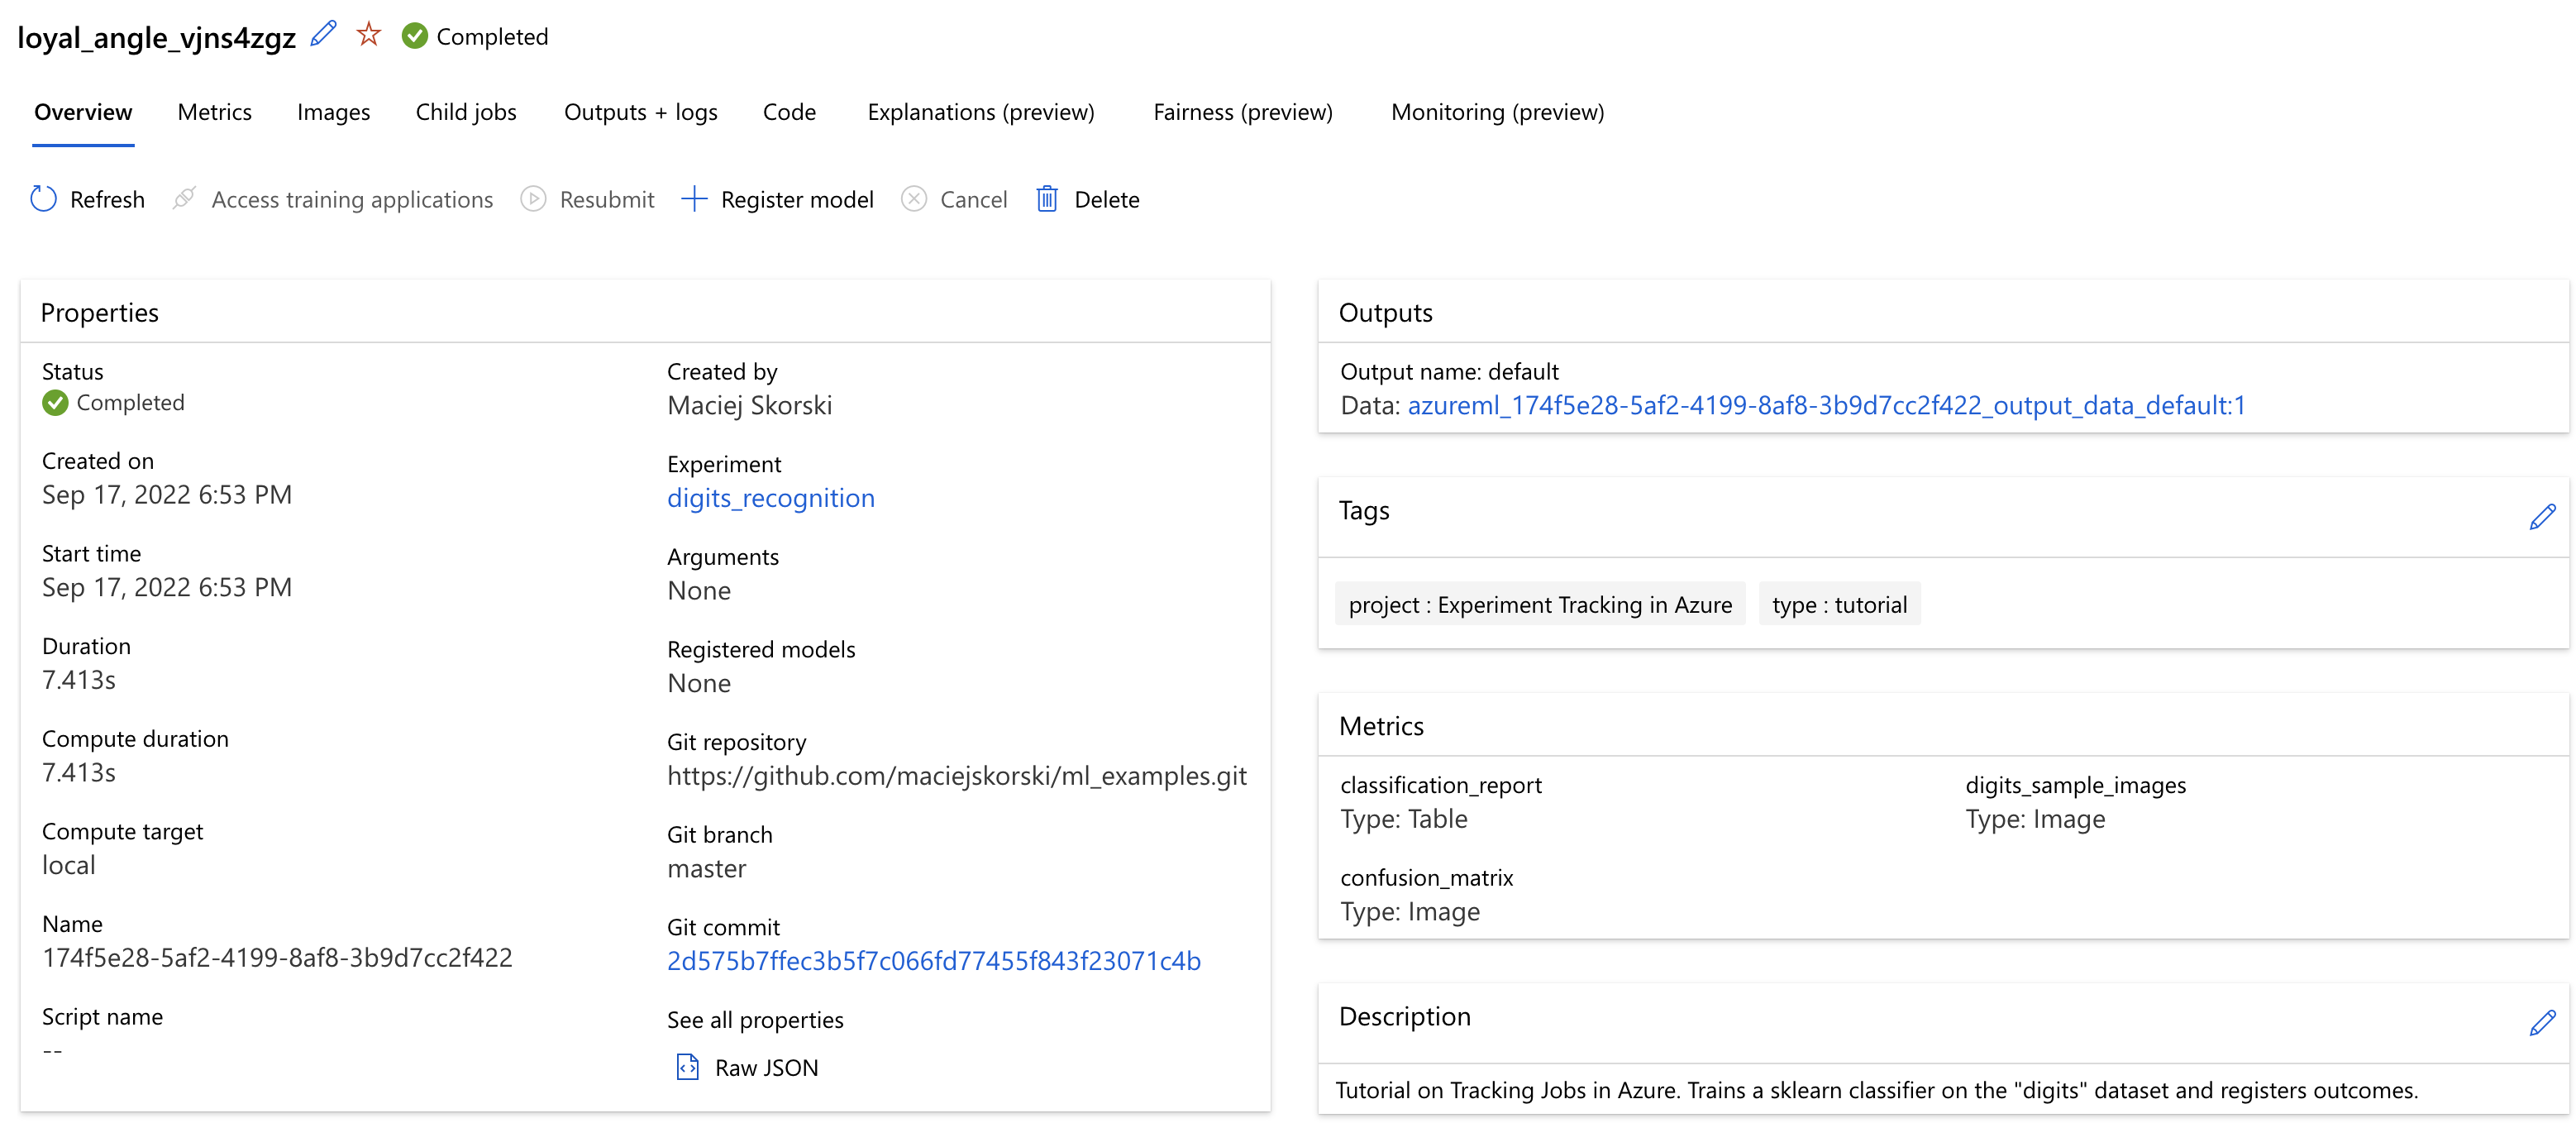 loyal_angle_vjns4zgz Completed
Overview Metrics Images Child jobs Outputs + logs Code Explanations (preview) Fairness (preview) Monitoring (preview)
Refresh Access training applications Resubmit Register model Cancel Delete
Properties
Status
Completed
Created on
Sep 17, 2022 6:53 PM
Start time
Sep 17, 2022 6:53 PM
Duration
7.413s
Compute duration
7.413s
Compute target
local
Name
174f5e28-5af2-4199-8af8-3b9d7cc2f422
Script name
--
Created by
Maciej Skorski
Experiment
digits_recognition
Arguments
None
Registered models
None
Git repository
https://github.com/maciejskorski/ml_examples.git
Git branch
master
Git commit
2d575b7ffec3b5f7c066fd77455f843f23071c4b
See all properties
Raw JSON
Outputs
Output name: default
Data: azureml_174f5e28-5af2-4199-8af8-3b9d7cc2f422_output_data_default:1
Tags
project : Experiment Tracking in Azure type : tutorial
Metrics
classification_report
Type: Table
digits_sample_images
Type: Image
confusion_matrix
Type: Image
Description
Tutorial on Tracking Jobs in Azure. Trains a sklearn classifier on the "digits" dataset and registers outcomes.